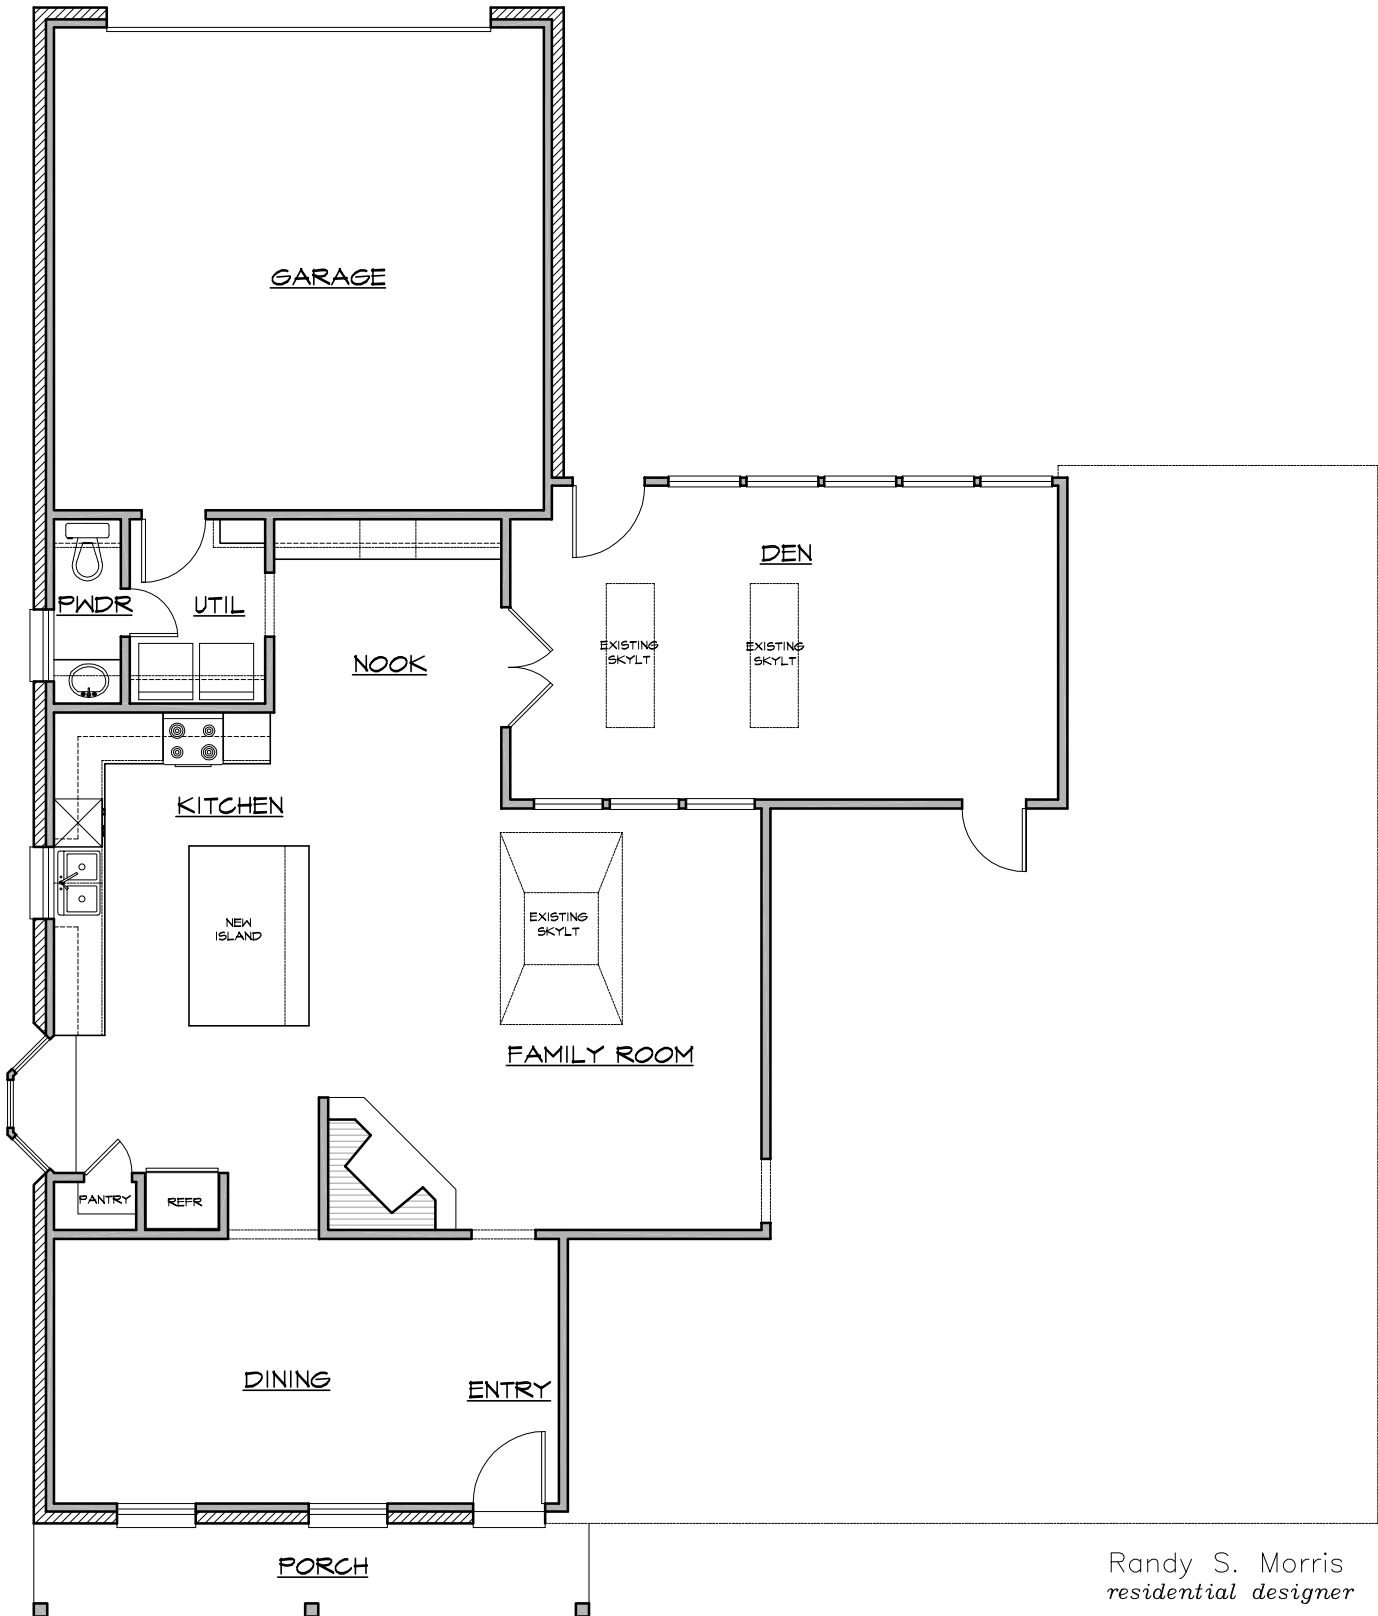 GARAGE
DEN
PWDR
UTIL
NOOK
EXISTING
SKYLT
EXISTING
SKYLT
KITCHEN
NEW
ISLAND
EXISTING
SKYLT
FAMILY ROOM
PANTRY
REFR
DINING
ENTRY
PORCH
Randy S. Morris
residential designer